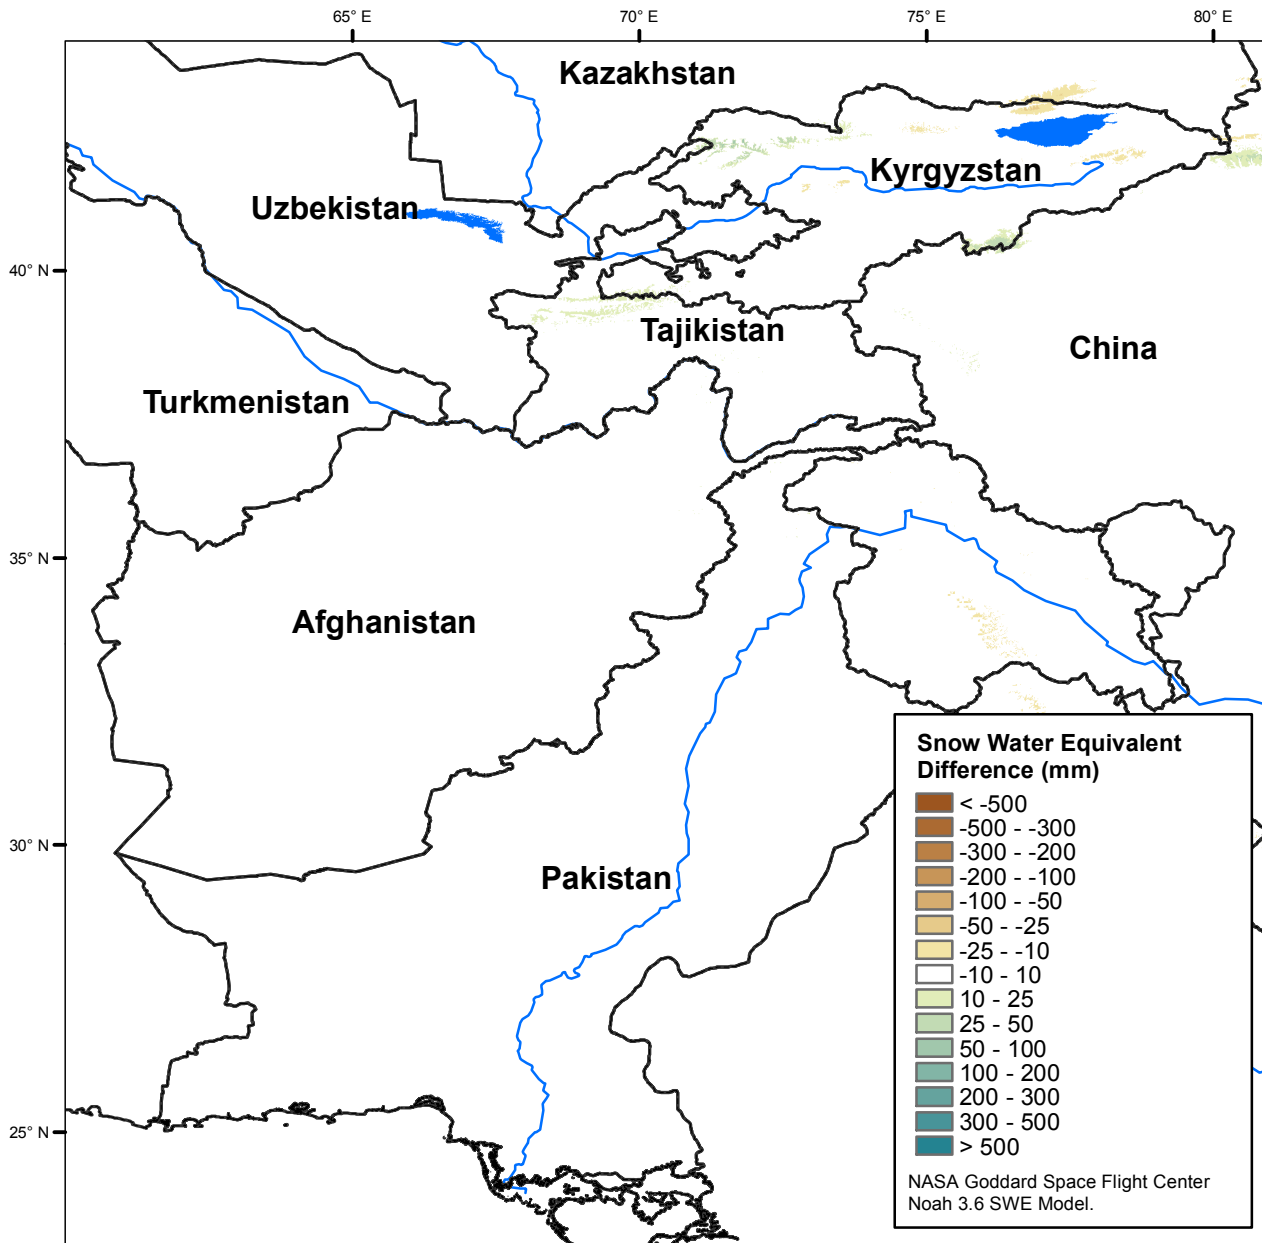 65° E
70° E
75° E
80° E
Kazakhstan
Kyrgyzstan
Uzbekistan
40° N
Tajikistan
China
Turkmenistan
35° N
Afghanistan
Snow Water Equivalent
Difference (mm)
< -500
-500 - -300
-300 - -200
-200 - -100
-100 - -50
-50 - -25
-25 - -10
-10 - 10
10 - 25
25 - 50
50 - 100
100 - 200
200 - 300
300 - 500
> 500
NASA Goddard Space Flight Center
Noah 3.6 SWE Model.
30° N
Pakistan
25° N